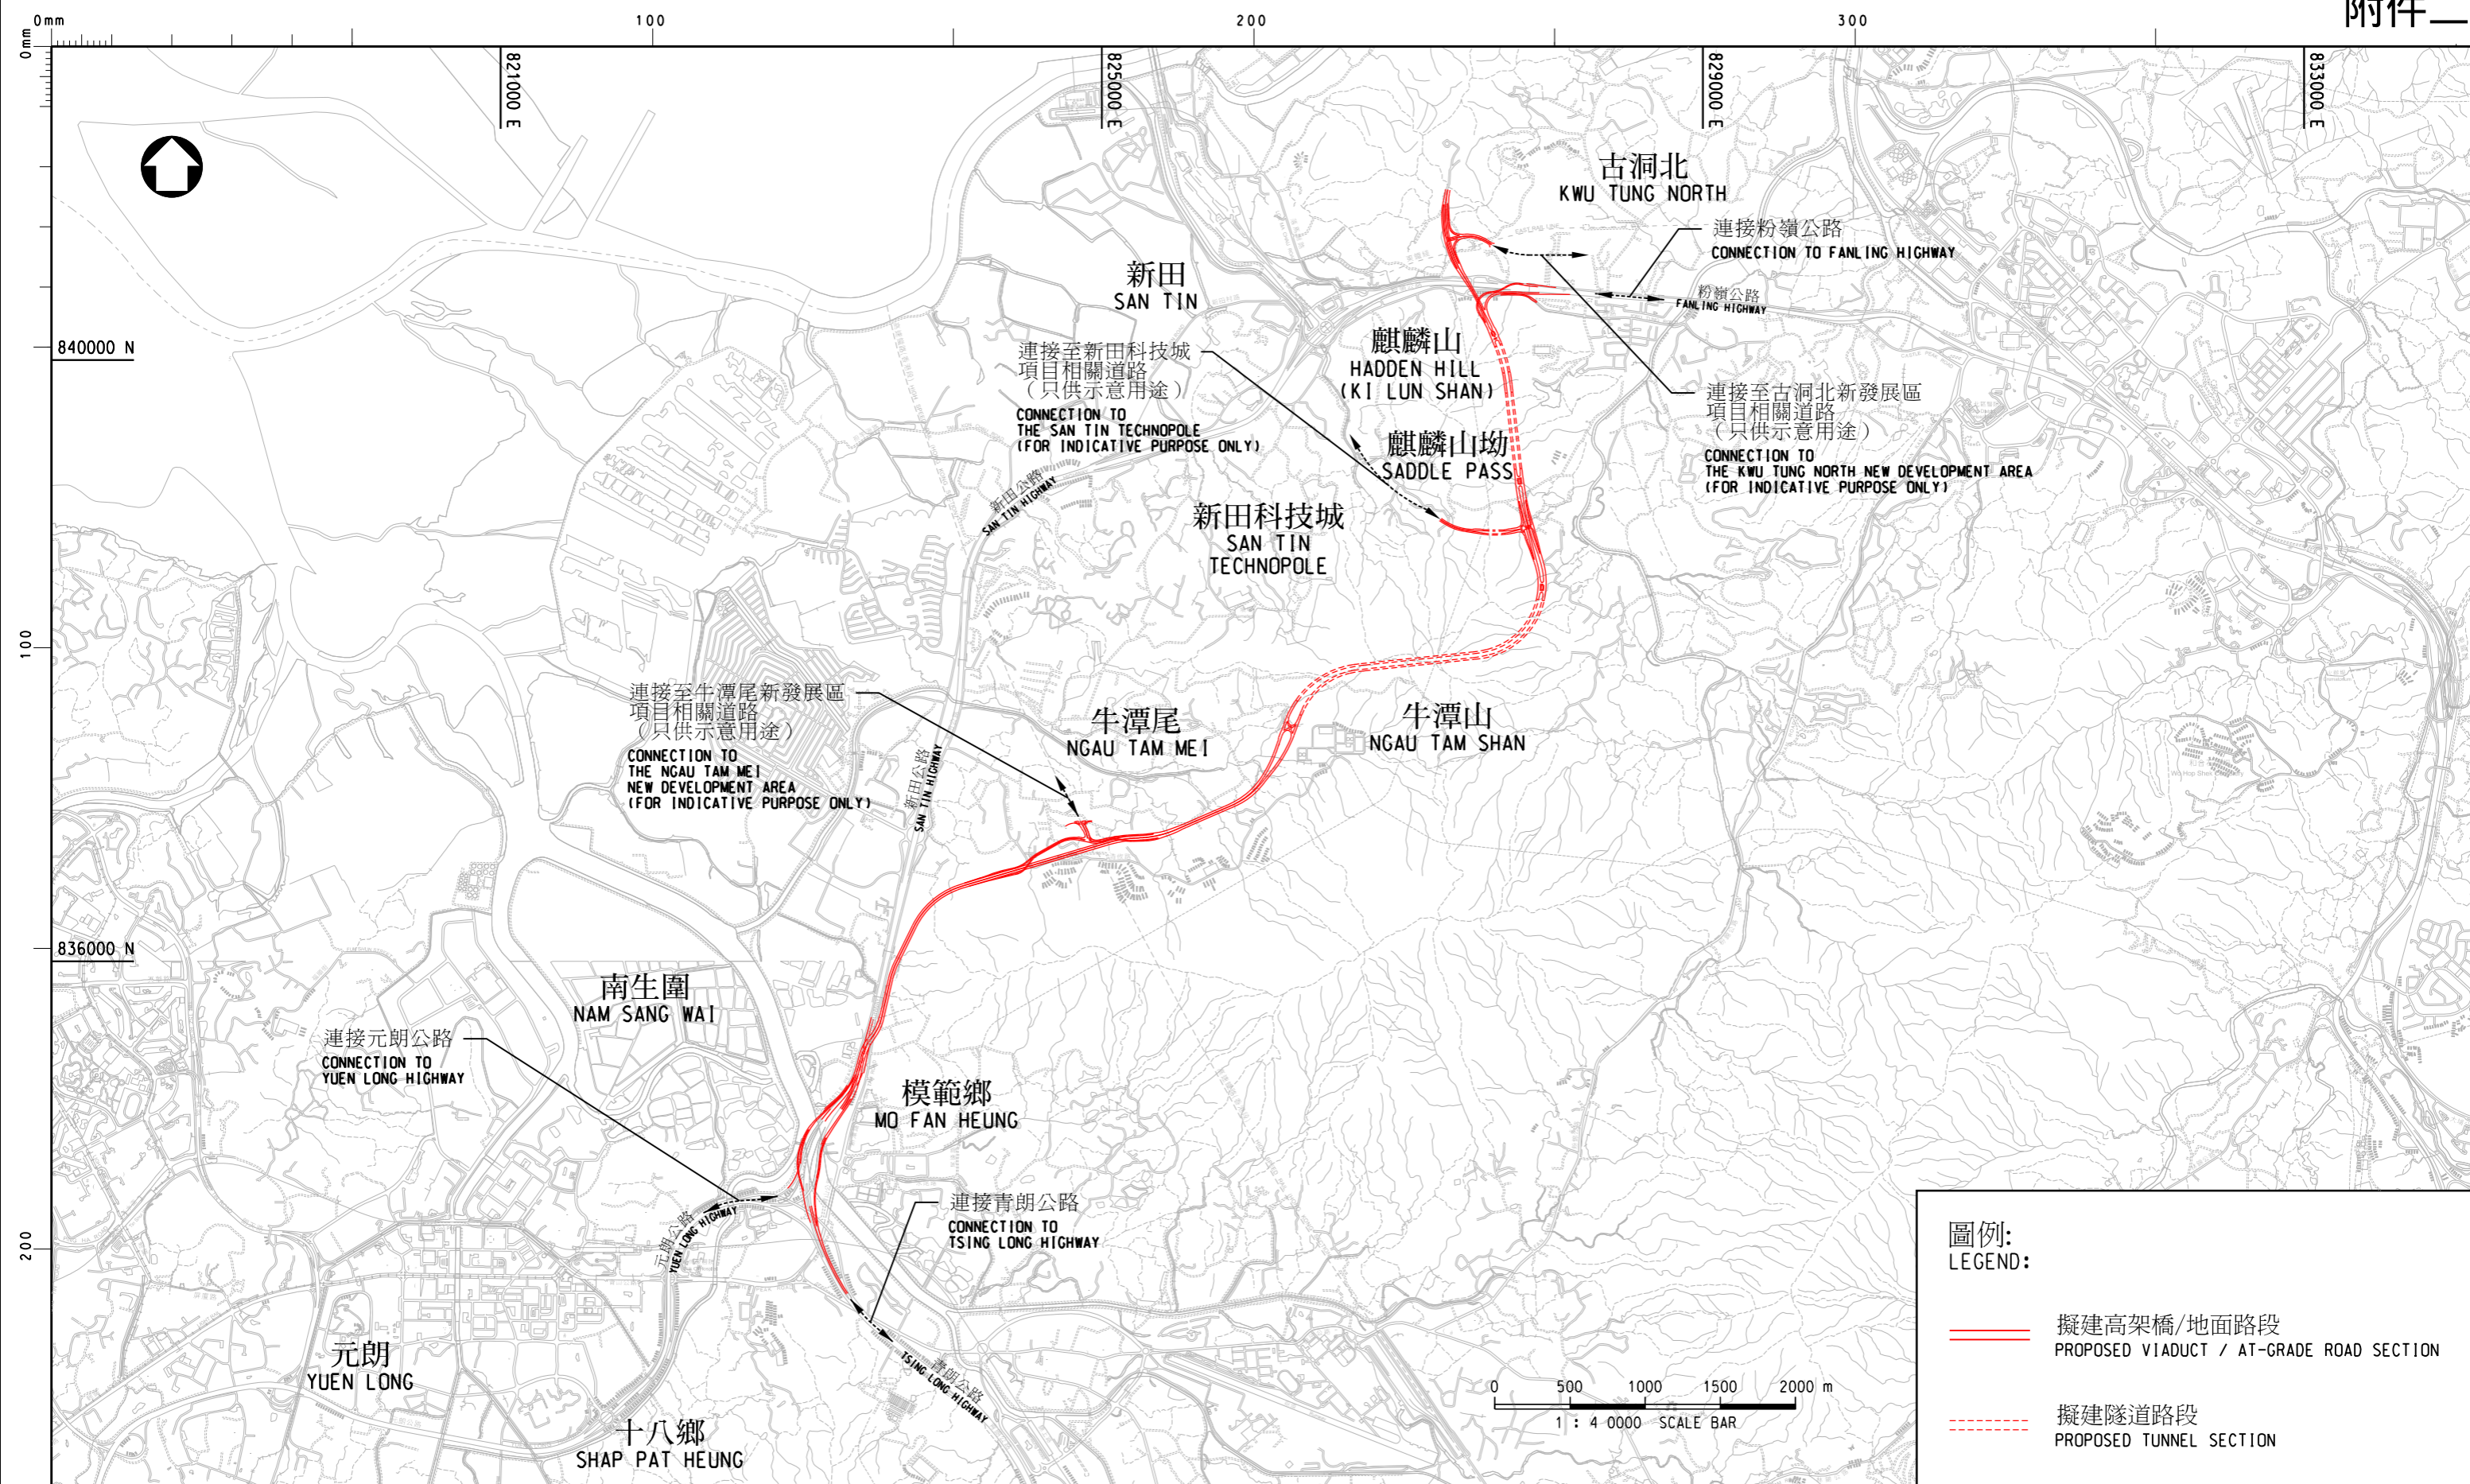 附件二
0mm
100
200
300
0mm
100
200
821000 E
825000 E
829000 E
833000 E
840000 N
836000 N
古洞北
KWU TUNG NORTH
連接粉嶺公路
CONNECTION TO FANLING HIGHWAY
粉嶺公路
FANLING HIGHWAY
新田
SAN TIN
連接至新田科技城
項目相關道路
(只供示意用途)
CONNECTION TO
THE SAN TIN TECHNOPOLE
(FOR INDICATIVE PURPOSE ONLY)
麒麟山
HADDEN HILL
(KI LUN SHAN)
連接至古洞北新發展區
項目相關道路
(只供示意用途)
CONNECTION TO
THE KWU TUNG NORTH NEW DEVELOPMENT AREA
(FOR INDICATIVE PURPOSE ONLY)
麒麟山坳
SADDLE PASS
新田公路
SAN TIN HIGHWAY
新田科技城
SAN TIN
TECHNOPOLE
連接至牛潭尾新發展區
項目相關道路
(只供示意用途)
CONNECTION TO
THE NGAU TAM MEI
NEW DEVELOPMENT AREA
(FOR INDICATIVE PURPOSE ONLY)
新田公路
SAN TIN HIGHWAY
牛潭尾
NGAU TAM MEI
牛潭山
NGAU TAM SHAN
南生圍
NAM SANG WAI
連接元朗公路
CONNECTION TO
YUEN LONG HIGHWAY
模範鄉
MO FAN HEUNG
元朗公路
YUEN LONG HIGHWAY
連接青朗公路
CONNECTION TO
TSING LONG HIGHWAY
青朗公路
TSING LONG HIGHWAY
元朗
YUEN LONG
十八鄉
SHAP PAT HEUNG
0 500 1000 1500 2000 m
1 : 4 0000 SCALE BAR
圖例:
LEGEND:
擬建高架橋/地面路段
PROPOSED VIADUCT / AT-GRADE ROAD SECTION
擬建隧道路段
PROPOSED TUNNEL SECTION